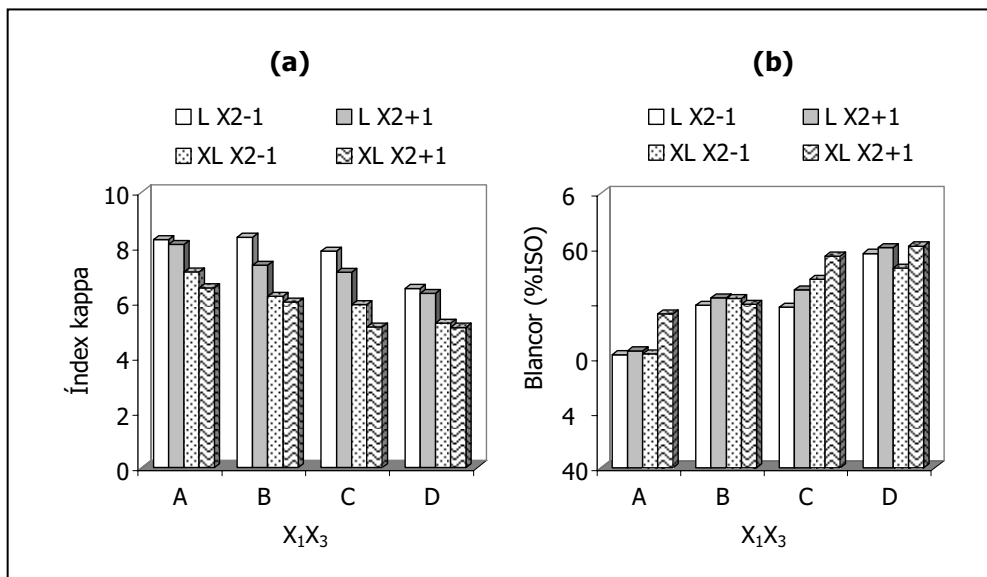 (a)
L X2-1 L X2+1
XL X2-1 XL X2+1
10
8
6
4
2
0
Índex kappa
A B C D
X₁X₃
(b)
L X2-1 L X2+1
XL X2-1 XL X2+1
6
60
0
4
40
Blancor (%ISO)
A B C D
X₁X₃